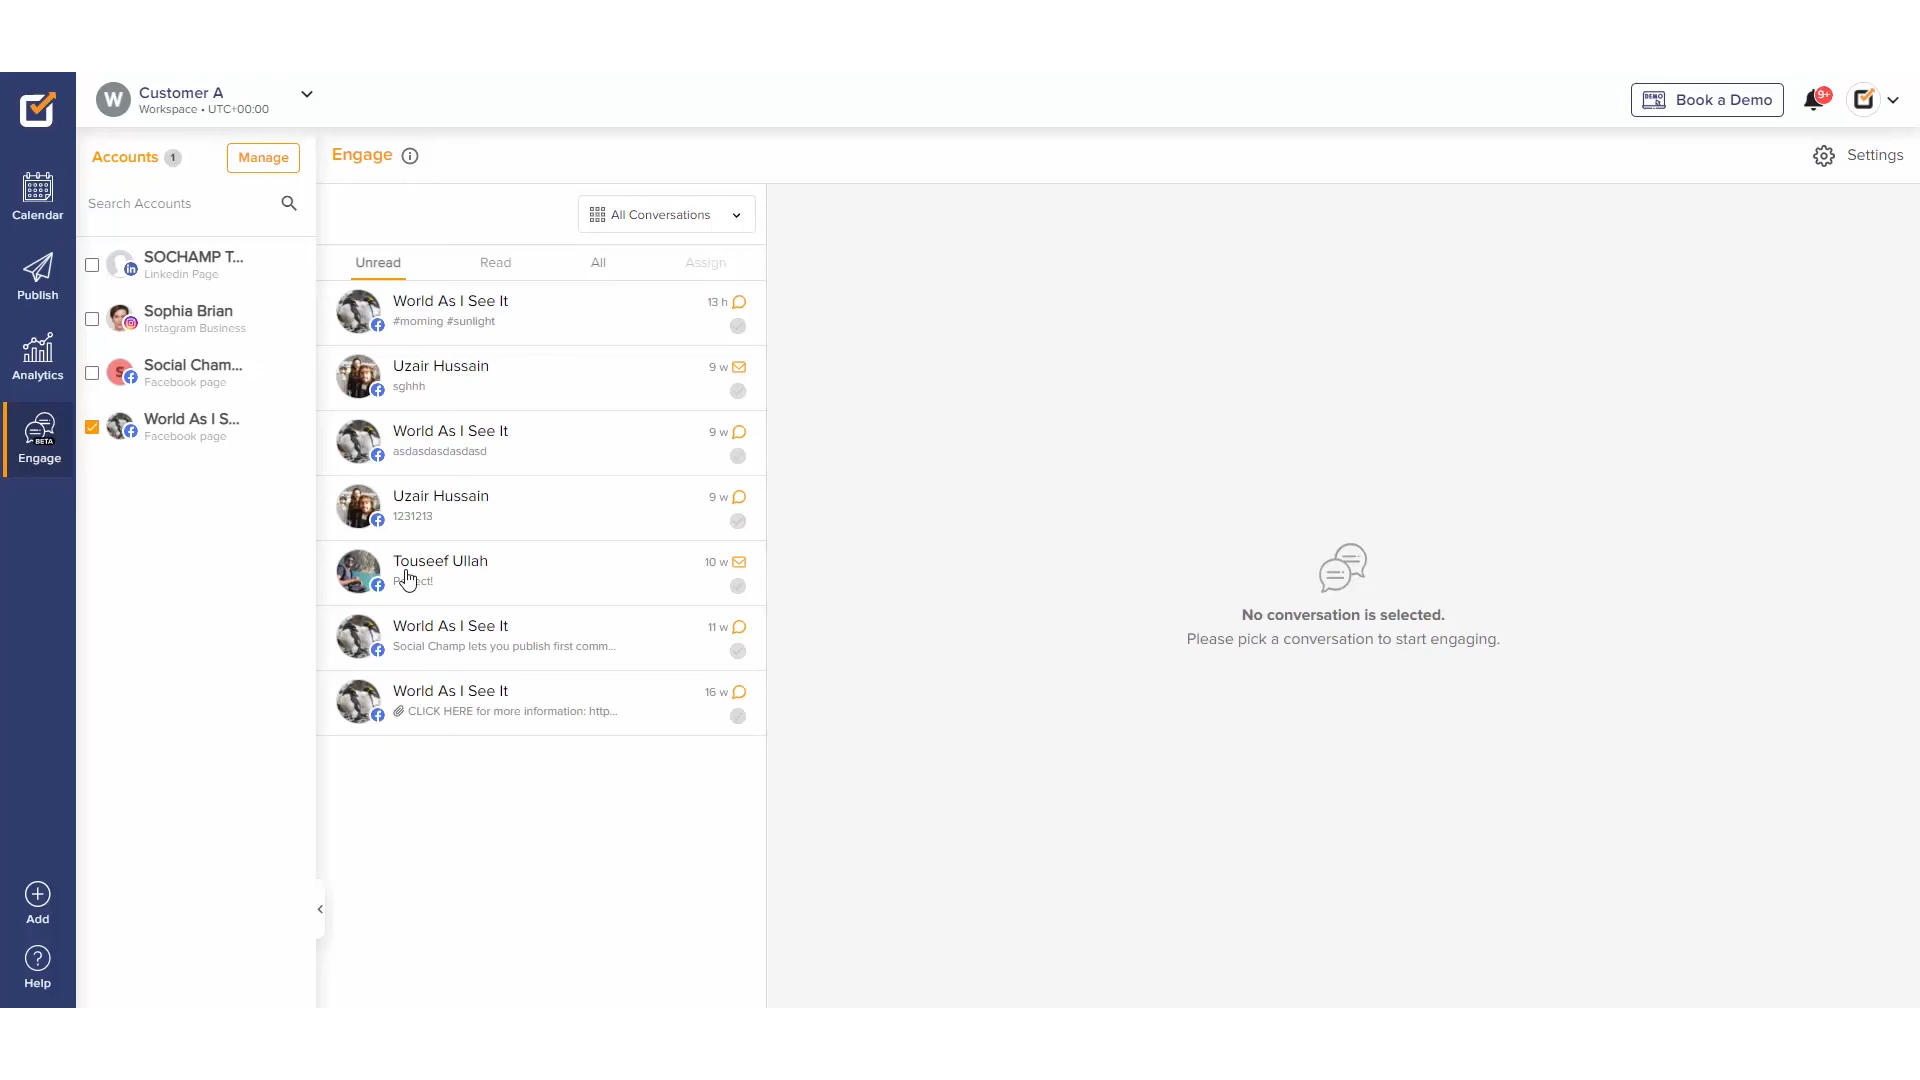 W
Customer A
Workspace • UTC+00:00
DEMO
Book a Demo
9+
Calendar
Publish
Analytics
BETA
Engage
Add
Help
Accounts 1
Manage
Search Accounts
SOCHAMP T...
Linkedin Page
Sophia Brian
Instagram Business
Social Cham...
Facebook page
World As I S...
Facebook page
Engage
Settings
All Conversations
Unread
Read
All
Assign
World As I See It
13 h
#morning #sunlight
Uzair Hussain
9 w
sghhh
World As I See It
9 w
asdasdasdasdasd
Uzair Hussain
9 w
1231213
Touseef Ullah
10 w
World As I See It
11 w
Social Champ lets you publish first comm...
World As I See It
16 w
CLICK HERE for more information: http...
No conversation is selected.
Please pick a conversation to start engaging.